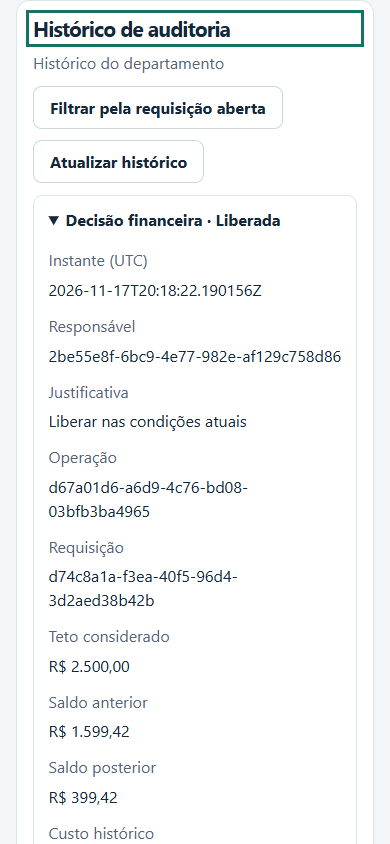 Histórico de auditoria
Histórico do departamento
Filtrar pela requisição aberta
Atualizar histórico
▼ Decisão financeira · Liberada
Instante (UTC)
2026-11-17T20:18:22.190156Z
Responsável
2be55e8f-6bc9-4e77-982e-af129c758d86
Justificativa
Liberar nas condições atuais
Operação
d67a01d6-a6d9-4c76-bd08-
03bfb3ba4965
Requisição
d74c8a1a-f3ea-40f5-96d4-
3d2aed38b42b
Teto considerado
R$ 2.500,00
Saldo anterior
R$ 1.599,42
Saldo posterior
R$ 399,42
Custo histórico